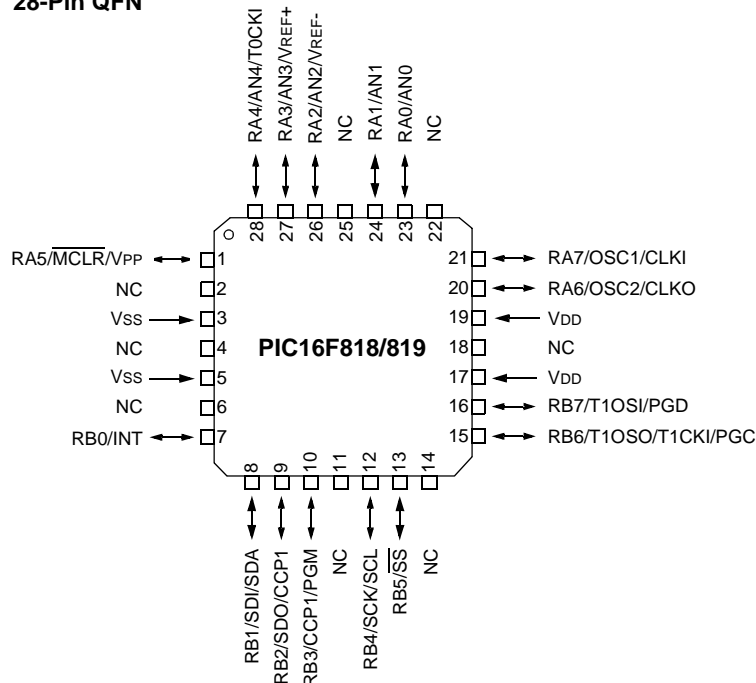 28-Pin QFN
RA4/AN4/T0CKI
RA3/AN3/VREF+
RA2/AN2/VREF-
NC
RA1/AN1
RA0/AN0
NC
28
27
26
25
24
23
22
RA5/MCLR/VPP
1
NC
2
VSS
3
NC
4
VSS
5
NC
6
RB0/INT
7
PIC16F818/819
21
RA7/OSC1/CLKI
20
RA6/OSC2/CLKO
19
VDD
18
NC
17
VDD
16
RB7/T1OSI/PGD
15
RB6/T1OSO/T1CKI/PGC
8
9
10
11
12
13
14
RB1/SDI/SDA
RB2/SDO/CCP1
RB3/CCP1/PGM
NC
RB4/SCK/SCL
RB5/SS
NC